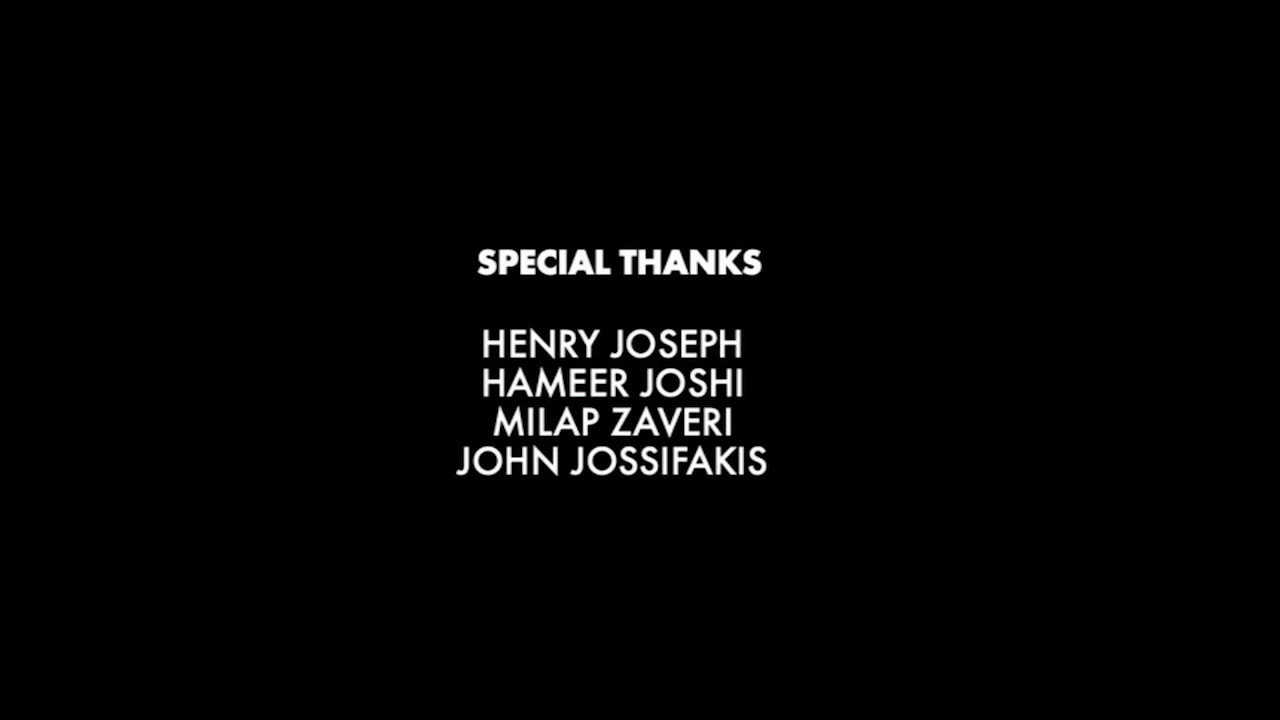 SPECIAL THANKS
HENRY JOSEPH
HAMEER JOSHI
MILAP ZAVERI
JOHN JOSSIFAKIS